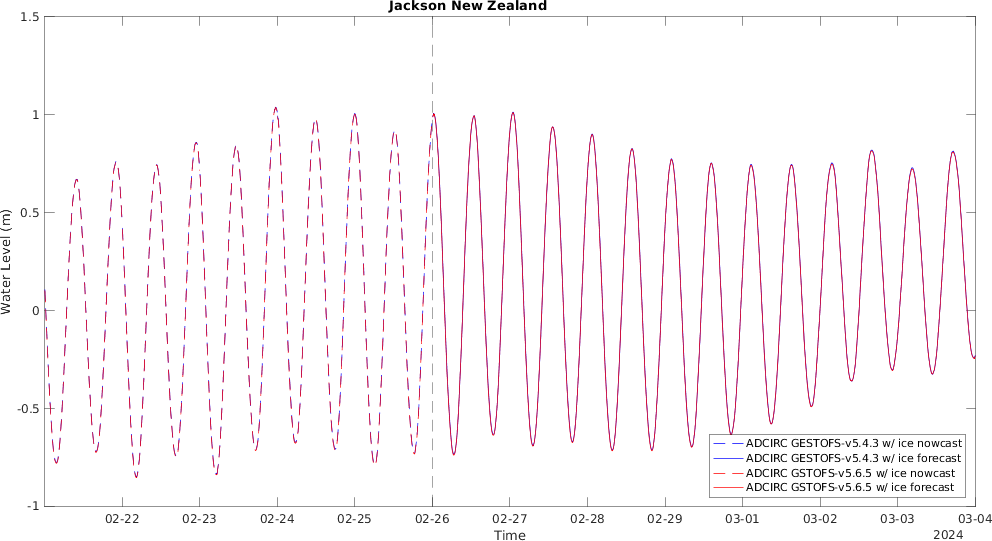 Jackson New Zealand
1.5
1
0.5
0
-0.5
-1
Water Level (m)
ADCIRC GESTOFS-v5.4.3 w/ ice nowcast
ADCIRC GESTOFS-v5.4.3 w/ ice forecast
ADCIRC GSTOFS-v5.6.5 w/ ice nowcast
ADCIRC GSTOFS-v5.6.5 w/ ice forecast
02-22 02-23 02-24 02-25 02-26 02-27 02-28 02-29 03-01 03-02 03-03 03-04
Time
2024